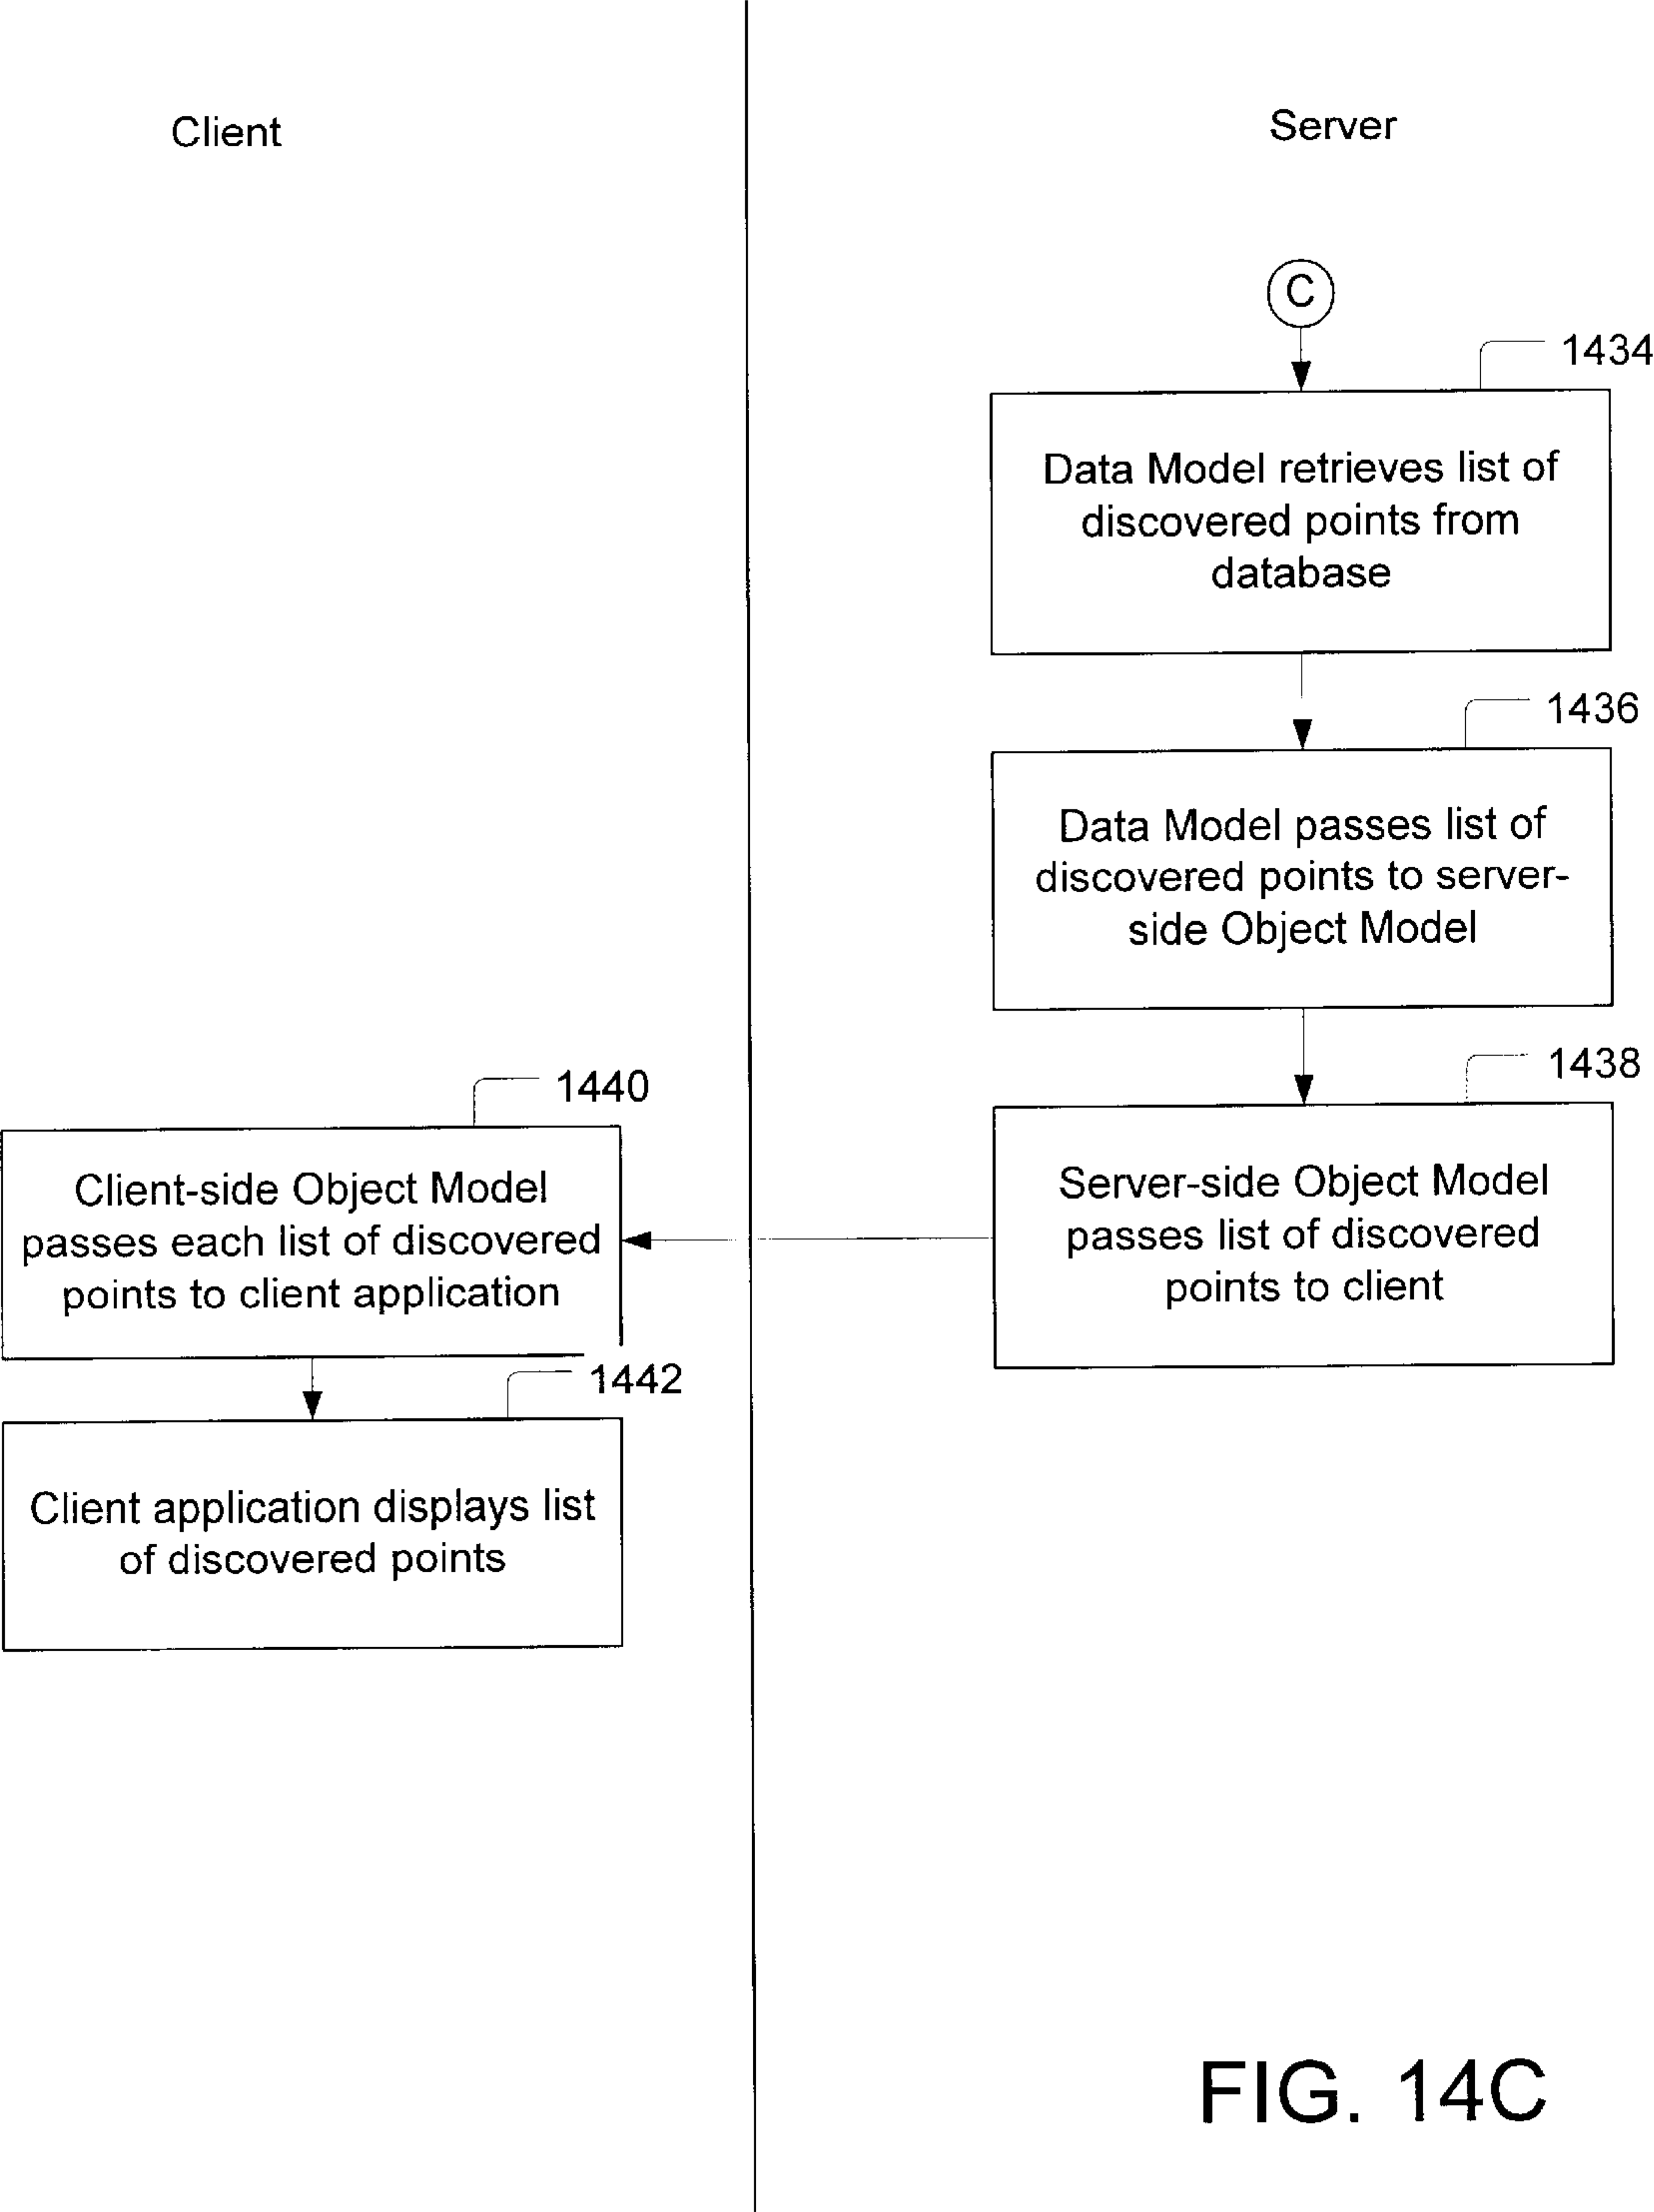 Client
Server
C
1434
Data Model retrieves list of
discovered points from
database
1436
Data Model passes list of
discovered points to server-
side Object Model
1438
Server-side Object Model
passes list of discovered
points to client
1440
Client-side Object Model
passes each list of discovered
points to client application
1442
Client application displays list
of discovered points
FIG. 14C